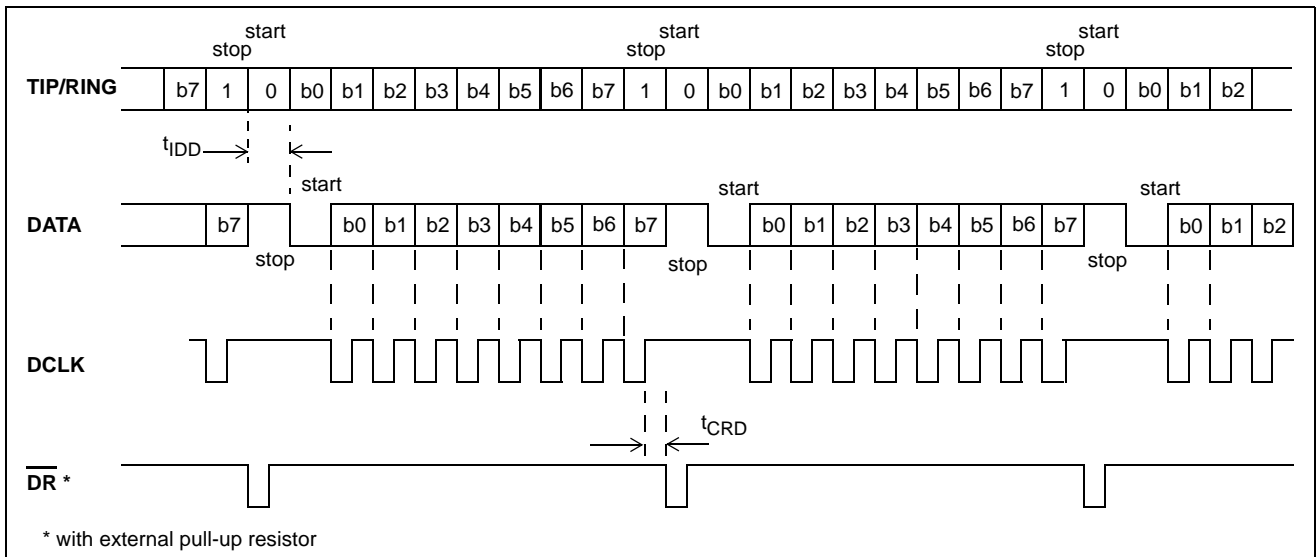 start start start
stop stop stop
TIP/RING b7 1 0 b0 b1 b2 b3 b4 b5 b6 b7 1 0 b0 b1 b2 b3 b4 b5 b6 b7 1 0 b0 b1 b2
tIDD
start start start
DATA b7 b0 b1 b2 b3 b4 b5 b6 b7 b0 b1 b2 b3 b4 b5 b6 b7 b0 b1 b2
stop stop stop
DCLK
tCRD
DR *
* with external pull-up resistor